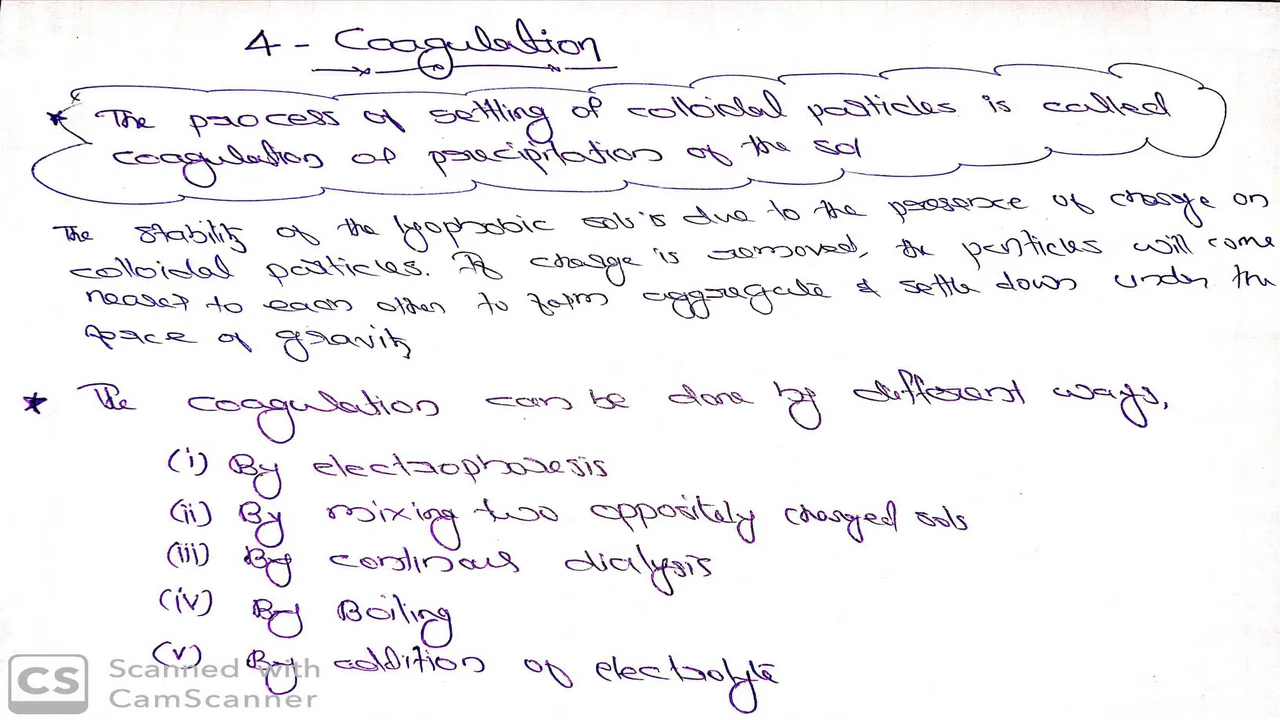 4 - Coagulation
* The process of settling of colloidal particles is called
coagulation or precipitation of the sol
The stability of the lyophobic sols is due to the presence of charge on
colloidal particles. If charge is removed, the particles will come
nearer to each other to form aggregate & settle down under the
force of gravity
* The coagulation can be done by different ways,
(i) By electrophoresis
(ii) By mixing two oppositely charged sols
(iii) By continous dialysis
(iv) By Boiling
(v) By addition of electrolyte
CS Scanned with
CamScanner